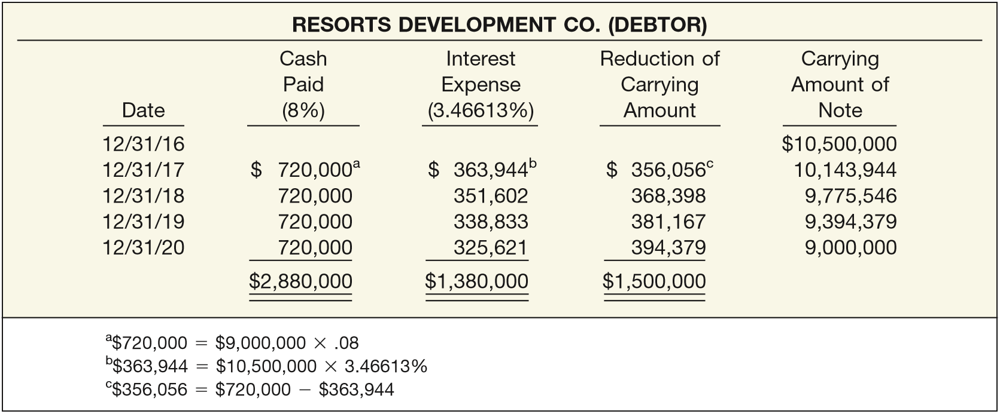 RESORTS DEVELOPMENT CO. (DEBTOR)
Cash Interest Reduction of Carrying
Paid Expense Carrying Amount of
Date (8%) (3.46613%) Amount Note
12/31/16 $10,500,000
12/31/17 $ 720,000a $ 363,944b $ 356,056c 10,143,944
12/31/18 720,000 351,602 368,398 9,775,546
12/31/19 720,000 338,833 381,167 9,394,379
12/31/20 720,000 325,621 394,379 9,000,000
$2,880,000 $1,380,000 $1,500,000
a$720,000 = $9,000,000 × .08
b$363,944 = $10,500,000 × 3.46613%
c$356,056 = $720,000 − $363,944